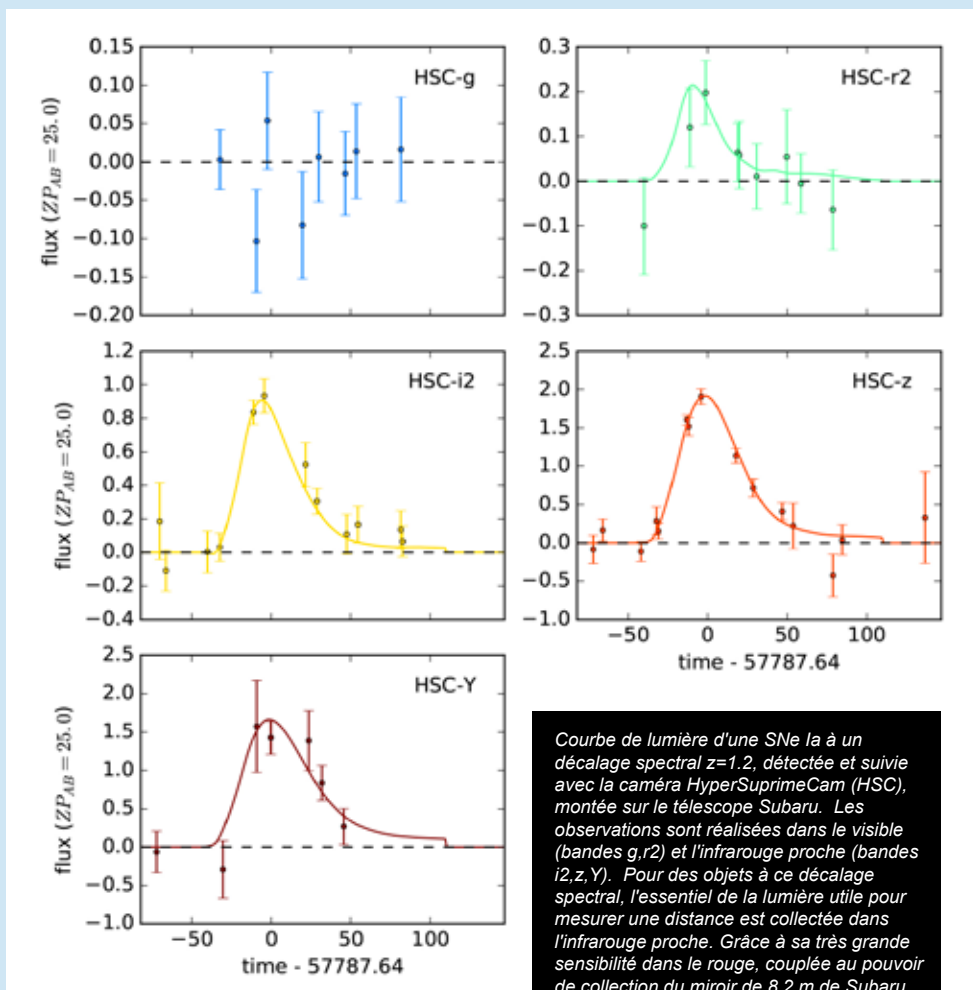 0.15
0.10
0.05
0.00
−0.05
−0.10
−0.15
−0.20
flux (ZP_AB = 25.0)
HSC-g
0.3
0.2
0.1
0.0
−0.1
−0.2
−0.3
HSC-r2
1.2
1.0
0.8
0.6
0.4
0.2
0.0
−0.2
−0.4
flux (ZP_AB = 25.0)
HSC-i2
2.5
2.0
1.5
1.0
0.5
0.0
−0.5
−1.0
HSC-z
−50 0 50 100
time - 57787.64
2.5
2.0
1.5
1.0
0.5
0.0
−0.5
−1.0
flux (ZP_AB = 25.0)
HSC-Y
−50 0 50 100
time - 57787.64
Courbe de lumière d'une SNe Ia à un
décalage spectral z=1.2, détectée et suivie
avec la caméra HyperSuprimeCam (HSC),
montée sur le télescope Subaru. Les
observations sont réalisées dans le visible
(bandes g,r2) et l'infrarouge proche (bandes
i2,z,Y). Pour des objets à ce décalage
spectral, l'essentiel de la lumière utile pour
mesurer une distance est collectée dans
l'infrarouge proche. Grâce à sa très grande
sensibilité dans le rouge, couplée au pouvoir
de collection du miroir de 8.2 m de Subaru